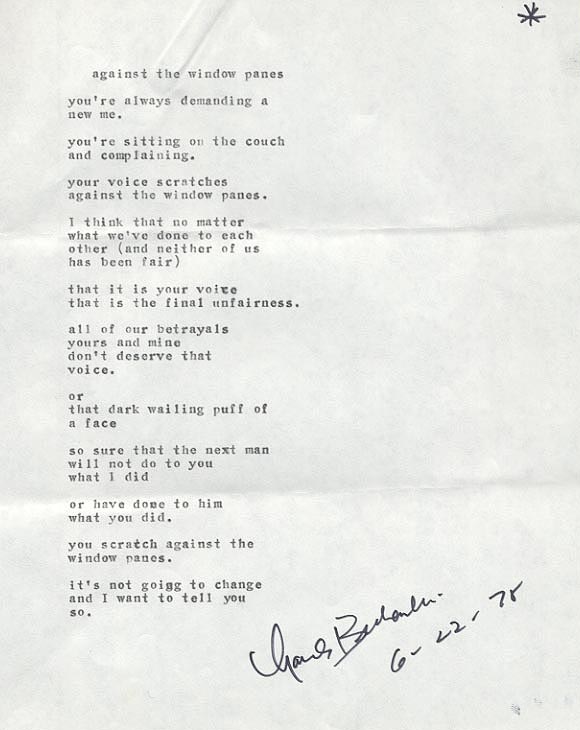 *
against the window panes
you're always demanding a
new me.
you're sitting on the couch
and complaining.
your voice scratches
against the window panes.
I think that no matter
what we've done to each
other (and neither of us
has been fair)
that it is your voice
that is the final unfairness.
all of our betrayals
yours and mine
don't deserve that
voice.
or
that dark wailing puff of
a face
so sure that the next man
will not do to you
what I did
or have done to him
what you did.
you scratch against the
window panes.
it's not going to change
and I want to tell you
so.
Charles Bukowski
6-22-78